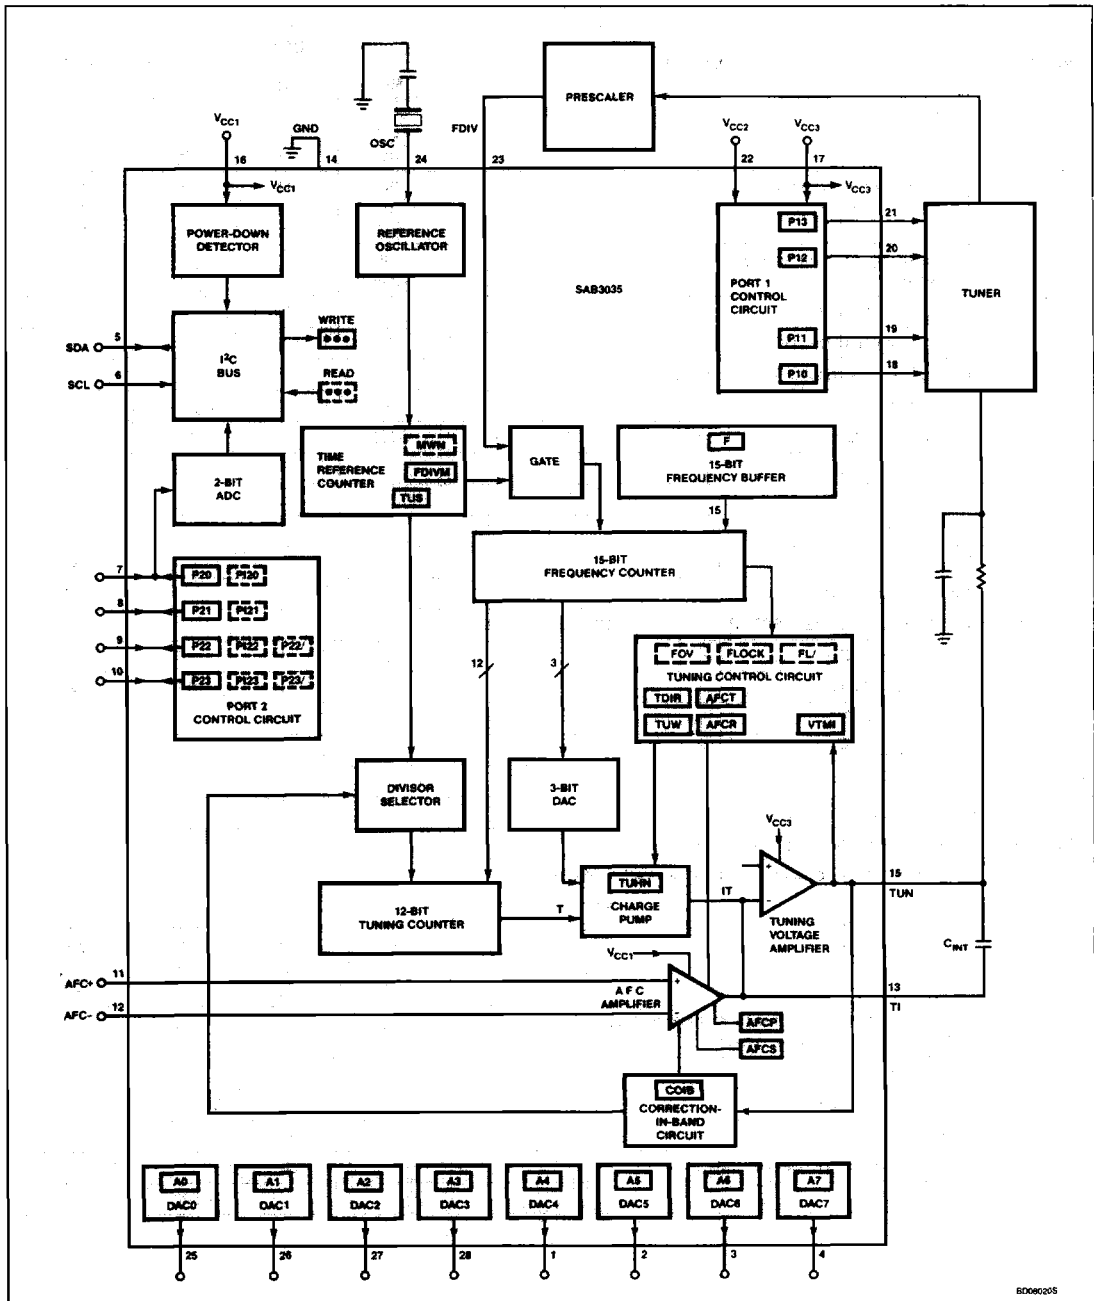 PRESCALER
VCC1
GND
OSC
FDIV
VCC2
VCC3
16
14
24
23
22
17
VCC1
VCC3
POWER-DOWN
DETECTOR
REFERENCE
OSCILLATOR
SAB3035
PORT 1
CONTROL
CIRCUIT
P13
P12
P11
P10
21
20
19
18
TUNER
SDA
5
SCL
6
I²C
BUS
WRITE
READ
2-BIT
ADC
TIME
REFERENCE
COUNTER
MWN
FDIVM
TUS
GATE
F
15-BIT
FREQUENCY BUFFER
15
15-BIT
FREQUENCY COUNTER
7
8
9
10
P20 PI20
P21 PI21
P22 PI22 P22/
P23 PI23 P23/
PORT 2
CONTROL CIRCUIT
12
3
FOV FLOCK FL/
TUNING CONTROL CIRCUIT
TDIR AFCT
TUW AFCR VTMI
DIVISOR
SELECTOR
3-BIT
DAC
VCC3
12-BIT
TUNING COUNTER
T
TUHN
CHARGE
PUMP
IT
+
-
TUNING
VOLTAGE
AMPLIFIER
15
TUN
CINT
AFC+
11
AFC-
12
VCC1
AFC
AMPLIFIER
+
-
13
TI
AFCP
AFCS
COIB
CORRECTION-
IN-BAND
CIRCUIT
A0 A1 A2 A3 A4 A5 A6 A7
DAC0 DAC1 DAC2 DAC3 DAC4 DAC5 DAC6 DAC7
25 26 27 28 1 2 3 4
BD08020S